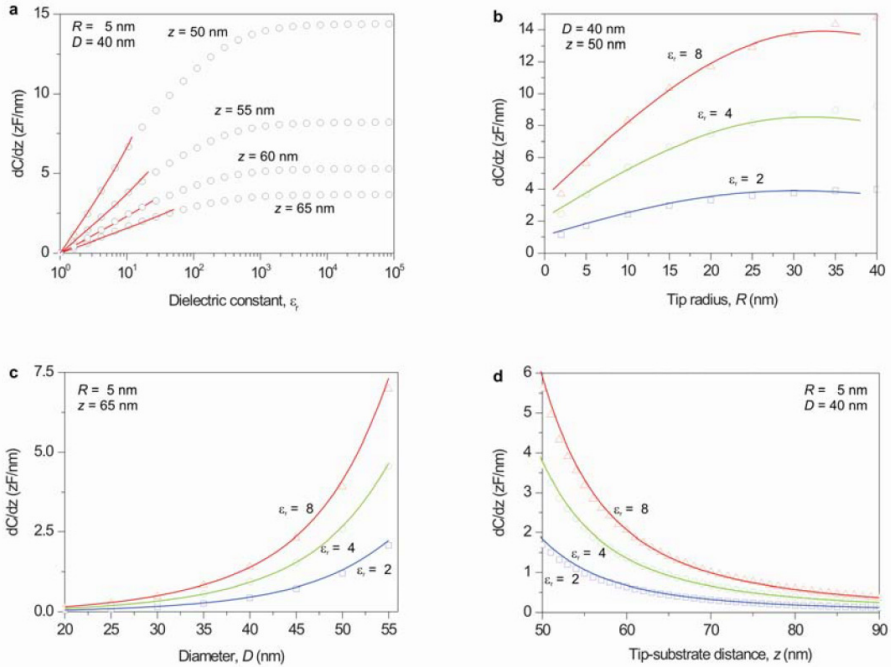 a
R = 5 nm
D = 40 nm
z = 50 nm
z = 55 nm
z = 60 nm
z = 65 nm
15
10
5
0
10⁰
10¹
10²
10³
10⁴
10⁵
dC/dz (zF/nm)
Dielectric constant, εᵣ
b
D = 40 nm
z = 50 nm
εᵣ = 8
εᵣ = 4
εᵣ = 2
16
14
12
10
8
6
4
2
0
0 5 10 15 20 25 30 35 40
dC/dz (zF/nm)
Tip radius, R (nm)
c
R = 5 nm
z = 65 nm
εᵣ = 8
εᵣ = 4
εᵣ = 2
7.5
5.0
2.5
0.0
20 25 30 35 40 45 50 55
dC/dz (zF/nm)
Diameter, D (nm)
d
R = 5 nm
D = 40 nm
εᵣ = 8
εᵣ = 4
εᵣ = 2
6
5
4
3
2
1
0
50 60 70 80 90
dC/dz (zF/nm)
Tip-substrate distance, z (nm)